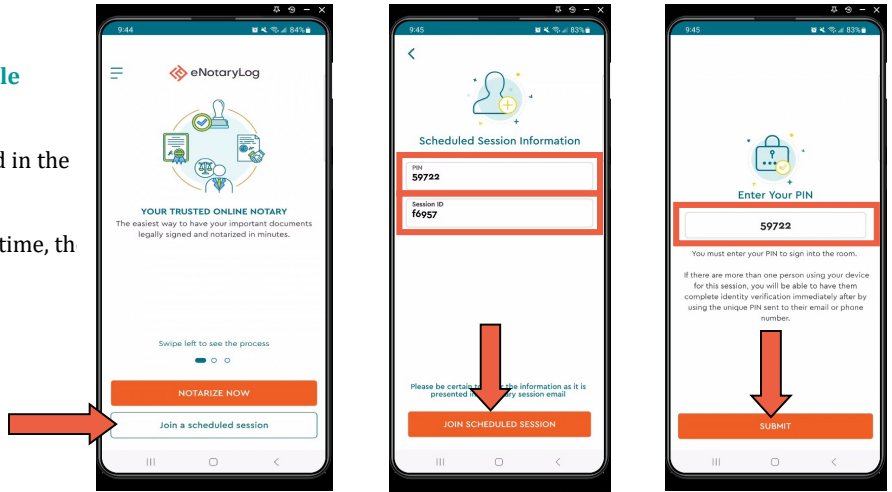 le
d in the
time, th
9:44
84%
eNotaryLog
YOUR TRUSTED ONLINE NOTARY
The easiest way to have your important documents
legally signed and notarized in minutes.
Swipe left to see the process
NOTARIZE NOW
Join a scheduled session
9:45
83%
Scheduled Session Information
PIN
59722
Session ID
f6957
Please be certain to the information as it is
presented in session email
JOIN SCHEDULED SESSION
9:45
83%
Enter Your PIN
59722
You must enter your PIN to sign into the room.
If there are more than one person using your device
for this session, you will be able to have them
complete identity verification immediately after by
using the unique PIN sent to their email or phone
number.
SUBMIT